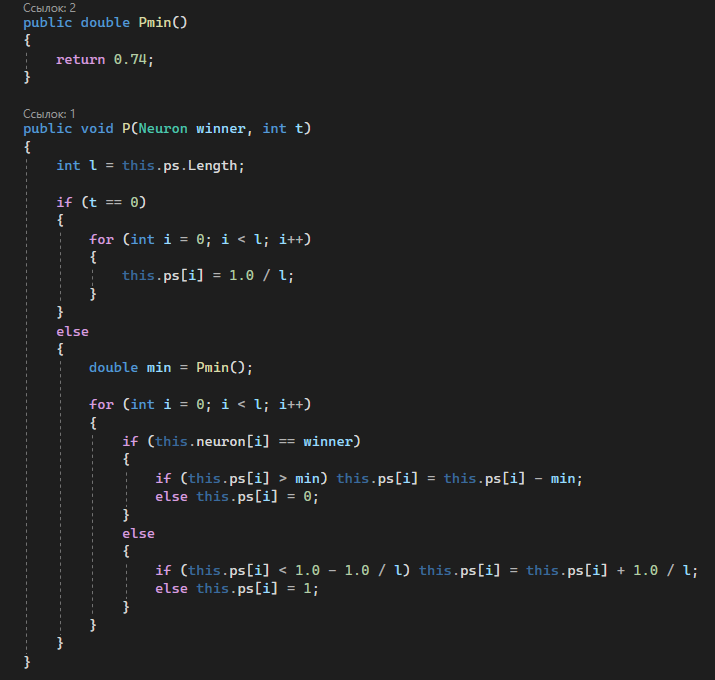 Ссылок: 2
public double Pmin()
{
    return 0.74;
}
Ссылок: 1
public void P(Neuron winner, int t)
{
    int l = this.ps.Length;
    if (t == 0)
    {
        for (int i = 0; i < l; i++)
        {
            this.ps[i] = 1.0 / l;
        }
    }
    else
    {
        double min = Pmin();
        for (int i = 0; i < l; i++)
        {
            if (this.neuron[i] == winner)
            {
                if (this.ps[i] > min) this.ps[i] = this.ps[i] - min;
                else this.ps[i] = 0;
            }
            else
            {
                if (this.ps[i] < 1.0 - 1.0 / l) this.ps[i] = this.ps[i] + 1.0 / l;
                else this.ps[i] = 1;
            }
        }
    }
}